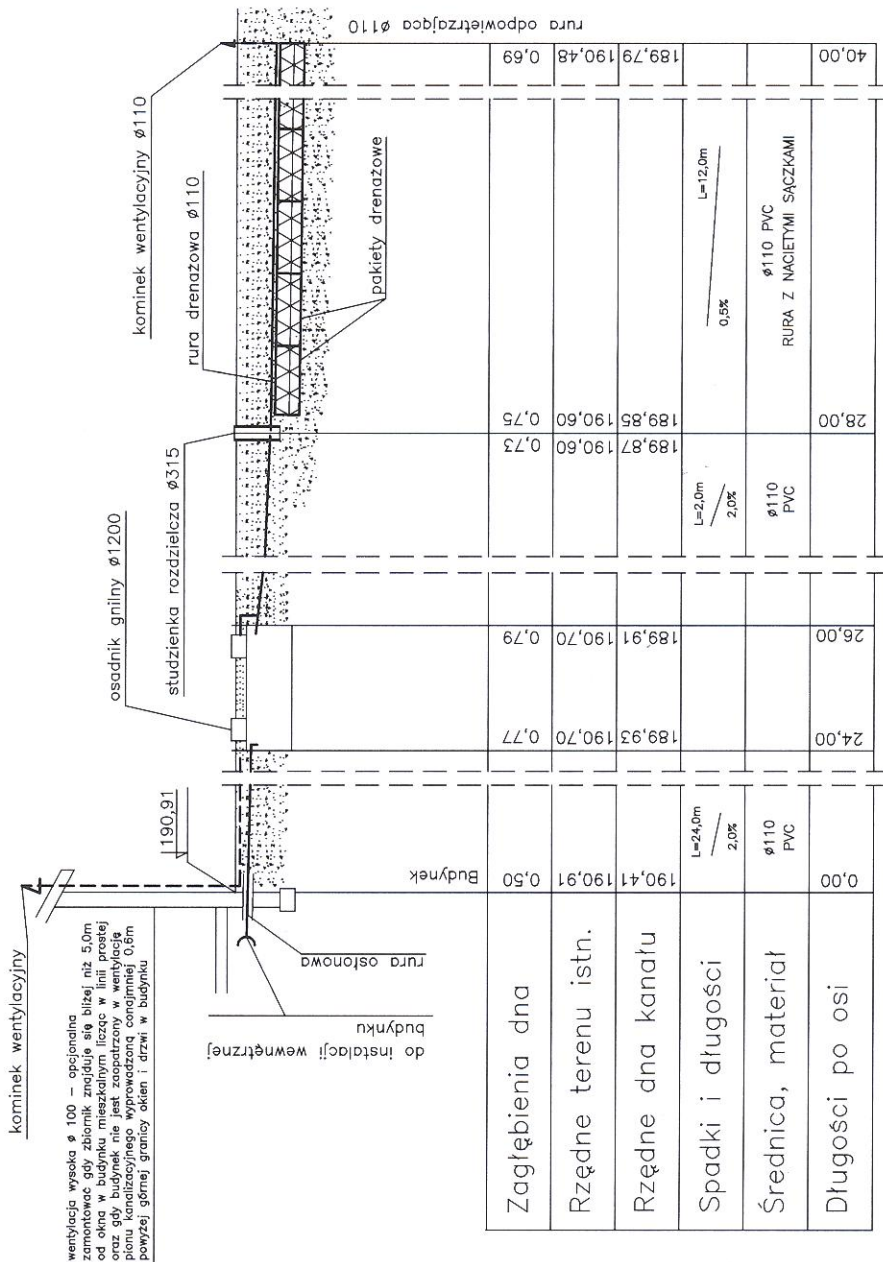 kominek wentylacyjny
wentylacja wysoka ø 100 – opcjonalna
zamontować gdy zbiornik znajduje się bliżej niż 5,0m
od okna w budynku mieszkalnym licząc w linii prostej
oraz gdy budynek nie jest zaopatrzony w wentylację
pionu kanalizacyjnego wyprowadzoną conajmniej 0,6m
powyżej górnej granicy okien i drzwi w budynku
190,91
osadnik gnilny ø1200
studzienka rozdzielcza ø315
rura drenażowa ø110
kominek wentylacyjny ø110
pakiety drenażowe
rura odpowietrzająca ø110
do instalacji wewnętrznej
budynku
rura osłonowa
Budynek
Zagłębienia dna
0,50
0,77
0,79
0,73
0,75
0,69
Rzędne terenu istn.
190,91
190,70
190,70
190,60
190,60
190,48
Rzędne dna kanału
190,41
189,93
189,91
189,87
189,85
189,79
Spadki i długości
L=24,0m
2,0%
L=2,0m
2,0%
L=12,0m
0,5%
Średnica, materiał
ø110
PVC
ø110
PVC
ø110 PVC
RURA Z NACIETYMI SĄCZKAMI
Długości po osi
0,00
24,00
26,00
28,00
40,00